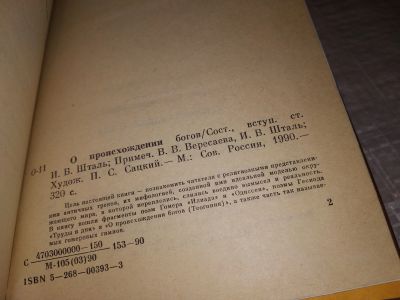 О происхождении богов/Сост., вступ. ст.
О-11 И. В. Шталь; Примеч. В. В. Вересаева, И. В. Шталь;
Худож. П. С. Сацкий.— М.: Сов. Россия, 1990.—
320 с.
Цель настоящей книги — познакомить читателя с религиозными представлени-
ями античных греков, их мифологией, созданной ими идеальной моделью окру-
жающего мира, в которой переплелись, слились воедино вымысел и реальность.
В книгу вошли фрагменты поэм Гомера «Илиада» и «Одиссея», поэмы Гесиода
«Труды и дни» и «О происхождении богов (Теогония)», а также часть так называе-
мых гомеровых гимнов.
С 4703000000—150 153—90
М-105(03)90
ISBN 5—268—00393—3
2